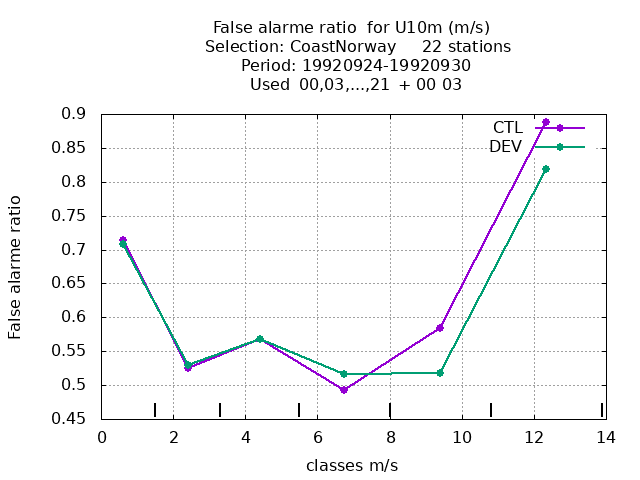 False alarme ratio  for U10m (m/s)
Selection: CoastNorway     22 stations
Period: 19920924-19920930
Used  00,03,...,21  + 00 03
CTL
DEV
0.9
0.85
0.8
0.75
0.7
0.65
0.6
0.55
0.5
0.45
False alarme ratio
0 2 4 6 8 10 12 14
classes m/s